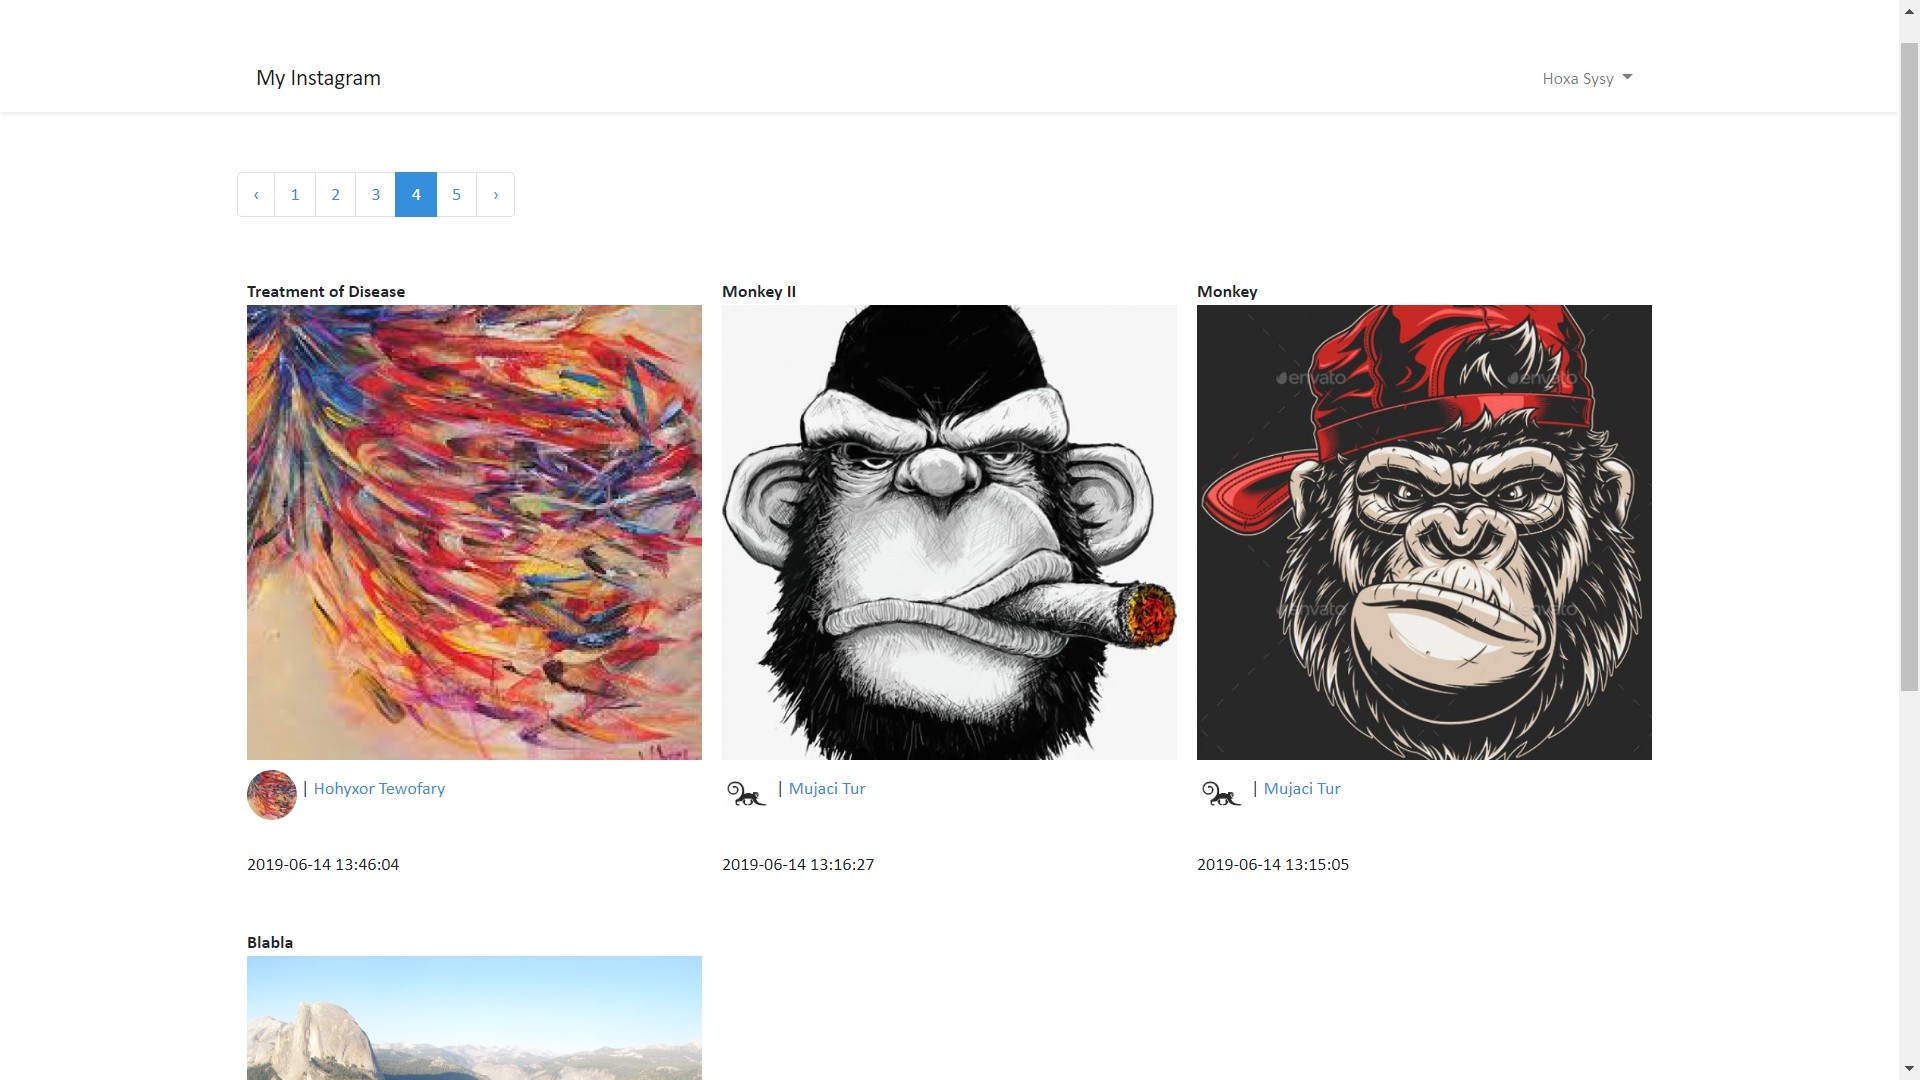 My Instagram
Hoxa Sysy
‹ 1 2 3 4 5 ›
Treatment of Disease
Monkey II
Monkey
envato envato
envato envato
| Hohyxor Tewofary
| Mujaci Tur
| Mujaci Tur
2019-06-14 13:46:04
2019-06-14 13:16:27
2019-06-14 13:15:05
Blabla